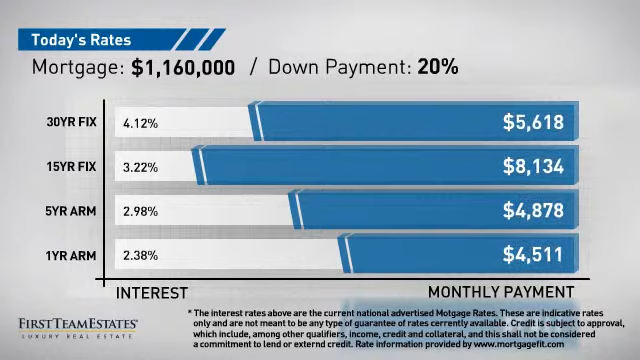 Today's Rates
Mortgage: $1,160,000 / Down Payment: 20%
30YR FIX 4.12% $5,618
15YR FIX 3.22% $8,134
5YR ARM 2.98% $4,878
1YR ARM 2.38% $4,511
INTEREST MONTHLY PAYMENT
* The interest rates above are the current national advertised Motgage Rates. These are indicative rates
only and are not meant to be any type of guarantee of rates cerrently available. Credit is subject to approval,
which include, among other qualifiers, income, credit and collateral, and this shall not be considered
a commitment to lend or externd credit. Rate information provided by www.mortgagefit.com
FIRSTTEAMESTATES®
LUXURY REAL ESTATE